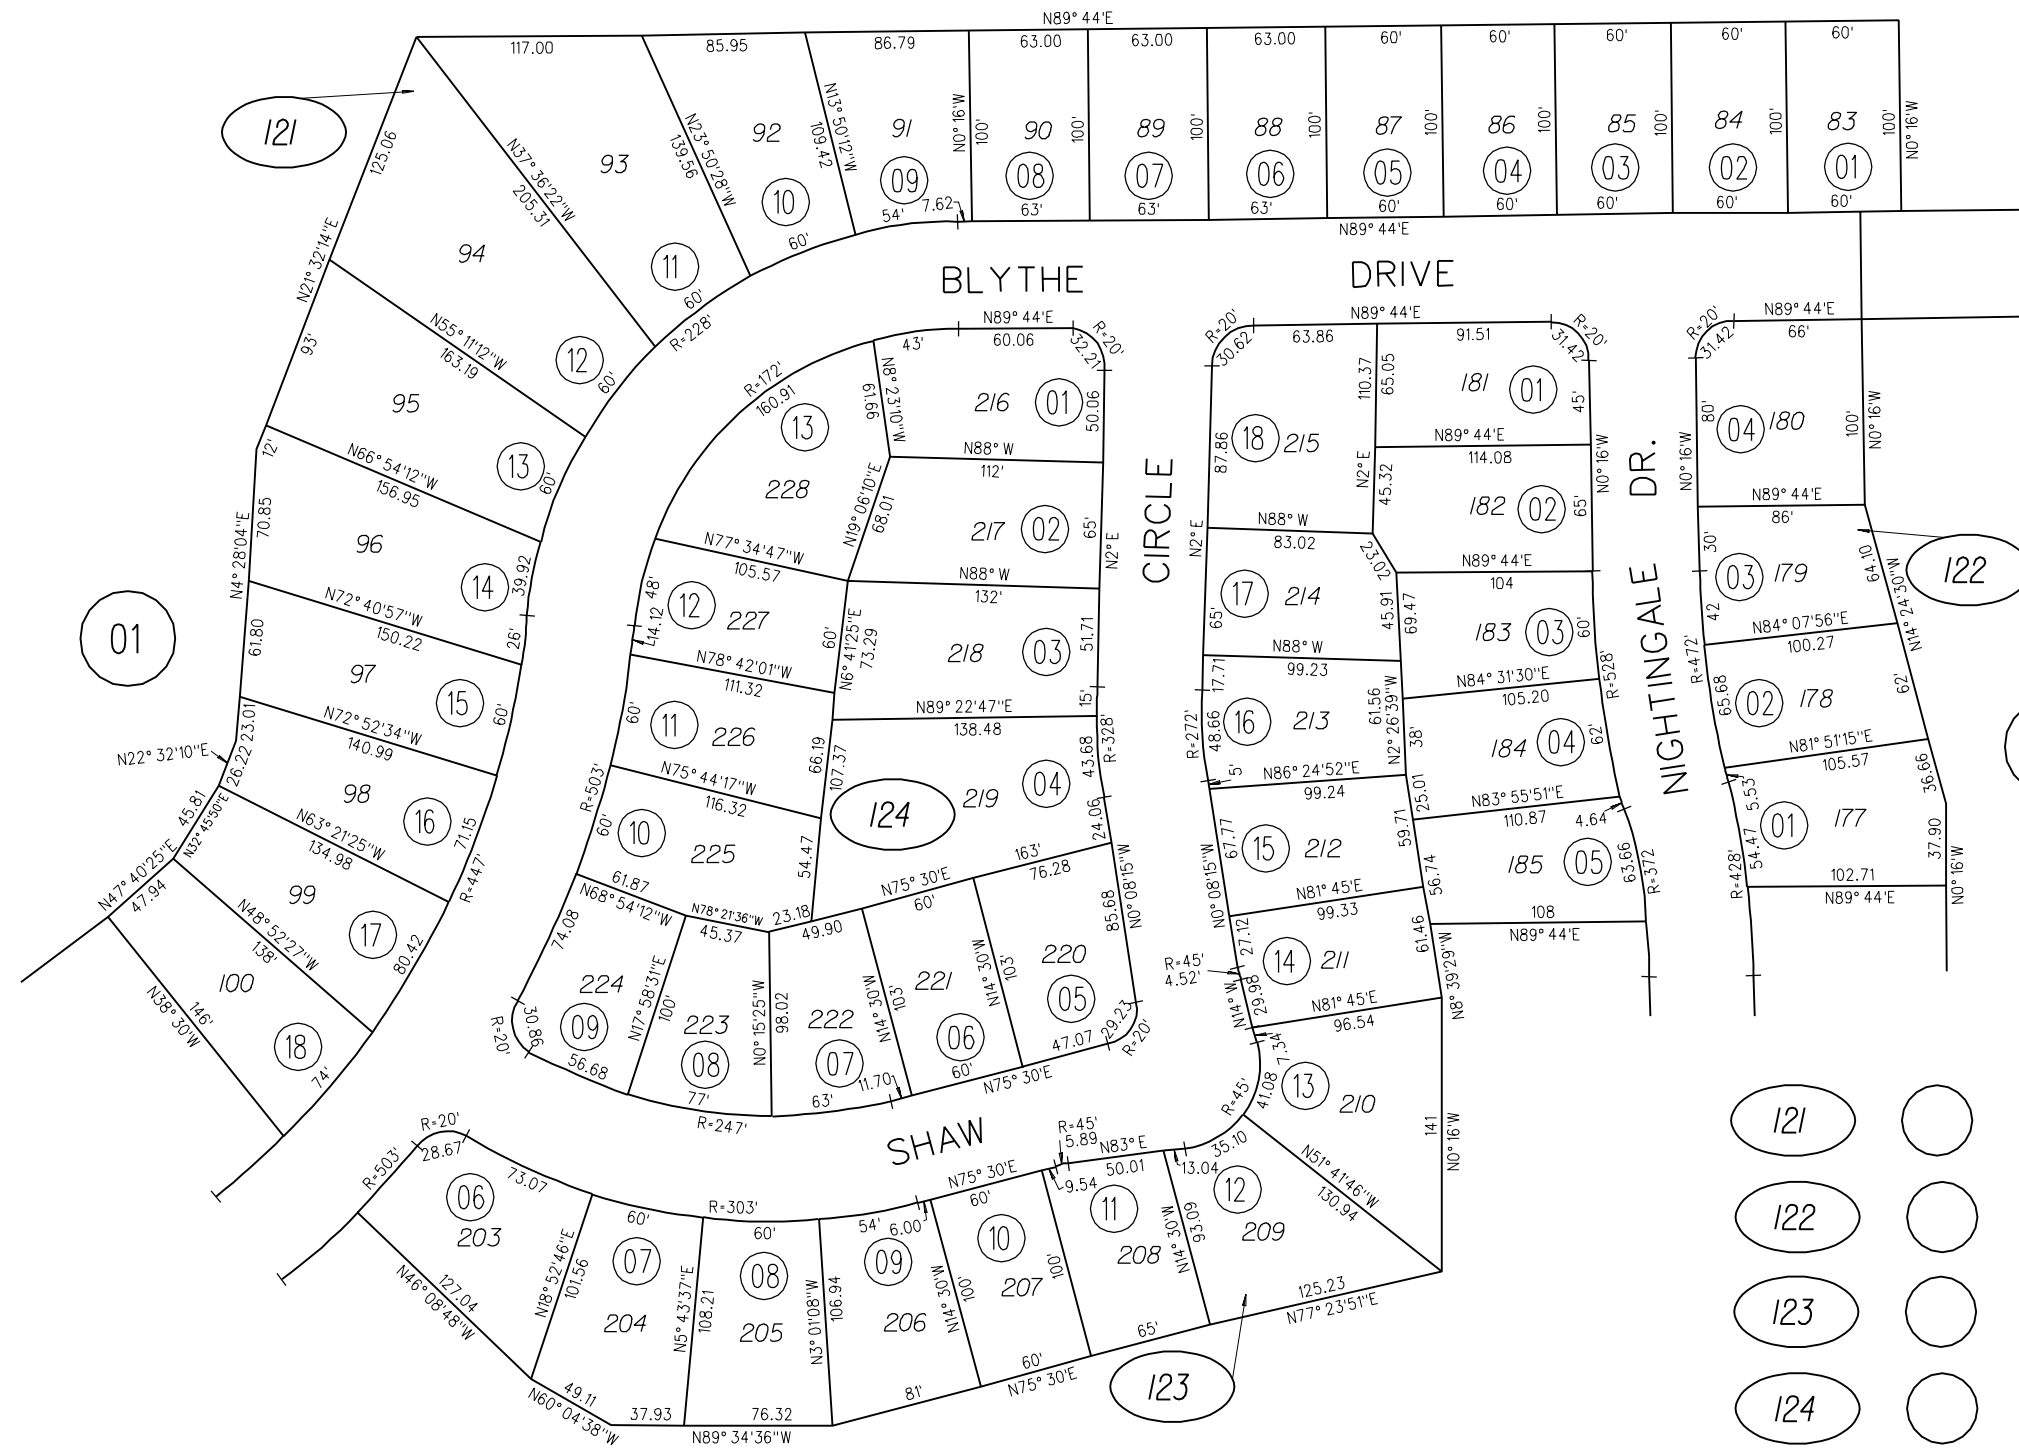 N89° 44'E
117.00 85.95 86.79 63.00 63.00 63.00 60' 60' 60' 60' 60'
121
125.06
N21° 32'14"E
93'
12'
N37° 36'22"W
205.31
N23° 50'28"W
139.56
N13° 50'12"W
109.42
N0° 16'W
100' 100' 100' 100' 100' 100' 100' 100' 100'
N0° 16'W
93 92 91 90 89 88 87 86 85 84 83
11 10 09 08 07 06 05 04 03 02 01
60' 60' 54' 7.62 63' 63' 63' 60' 60' 60' 60' 60'
N89° 44'E
R=228'
BLYTHE DRIVE
94
12
60'
N55° 11'12"W
163.19
95
13
60'
N66° 54'12"W
156.95
N4° 28'04"E
70.85
96
14
39.92
26'
N72° 40'57"W
150.22
61.80
97
15
60'
N72° 52'34"W
140.99
23.01
N22° 32'10"E
26.22
98
16
71.15
R=447'
N63° 21'25"W
134.98
45.81
N32° 45'50"E
99
17
80.42
N48° 52'27"W
138'
N47° 40'25"E
47.94
100
18
74'
N38° 30'W
146'
01
N89° 44'E
60.06
43'
R=172'
160.91
32.21
R=20'
N8° 23'10"W
61.66
216
01
50.06
N88° W
112'
13
228
N19° 06'10"E
68.01
217
02
65'
N2° E
N77° 34'47"W
105.57
N88° W
132'
48'
14.12
12
227
N6° 41'25"E
73.29
60'
218
03
51.71
15'
N78° 42'01"W
111.32
N89° 22'47"E
138.48
R=328'
43.68
60'
11
226
66.19
107.37
124
219
04
24.06
R=503'
N75° 44'17"W
116.32
60'
10
225
54.47
163'
N75° 30'E
76.28
60'
61.87
N68° 54'12"W
N78° 21'36"W
45.37
23.18
49.90
74.08
224
09
30.86
R=20'
56.68
N17° 58'31"E
100'
223
08
77'
R=247'
N0° 15'25"W
98.02
222
07
63'
11.70
N14° 30'W
103'
221
06
60'
N75° 30'E
N14° 30'W
103'
220
05
47.07
29.23
R=20'
85.68
N0° 08'15"W
CIRCLE
R=20'
30.62
63.86
N89° 44'E
91.51
31.42
R=20'
110.37
65.05
181
01
45'
18
215
87.86
N2° E
N89° 44'E
114.08
N2° E
45.32
182
02
65'
N0° 16'W
N88° W
83.02
23.02
N89° 44'E
104
17
214
65'
45.91
69.47
183
03
60'
R=528'
N88° W
99.23
N84° 31'30"E
105.20
17.71
R=272'
48.66
16
213
61.56
N2° 26'39"W
38'
184
04
62'
5'
N86° 24'52"E
99.24
25.01
N83° 55'51"E
110.87
4.64
67.77
N0° 08'15"W
15
212
59.71
56.74
185
05
63.66
R=372
N81° 45'E
99.33
108
N89° 44'E
27.12
R=45'
4.52'
14
211
61.46
N8° 39'29"W
N14° W
29.98
N81° 45'E
96.54
7.34
41.08
R=45'
13
210
141
N0° 16'W
35.10
N51° 41'46"W
130.94
NIGHTINGALE DR.
R=20'
31.42
N89° 44'E
66'
80'
04
180
100'
N0° 16'W
N0° 16'W
N89° 44'E
86'
30'
03
179
64.10
N14° 24'30"W
42
R=472'
N84° 07'56"E
100.27
122
65.68
02
178
62'
N81° 51'15"E
105.57
36.66
5.53
54.47
R=428'
01
177
37.90
102.71
N89° 44'E
N0° 16'W
SHAW
R=20'
28.67
R=503'
06
203
73.07
N46° 08'48"W
127.04
N18° 52'46"E
101.56
60'
R=303'
07
204
49.11
N60° 04'38"W
37.93
N5° 43'37"E
108.21
60'
08
205
76.32
N89° 34'36"W
N3° 01'08"W
106.94
54'
6.00
09
206
81'
N14° 30'W
100'
N75° 30'E
60'
10
207
60'
N75° 30'E
100'
R=45'
5.89
9.54
N83° E
50.01
11
208
65'
N14° 30'W
93.09
13.04
12
209
125.23
N77° 23'51"E
123
121
122
123
124